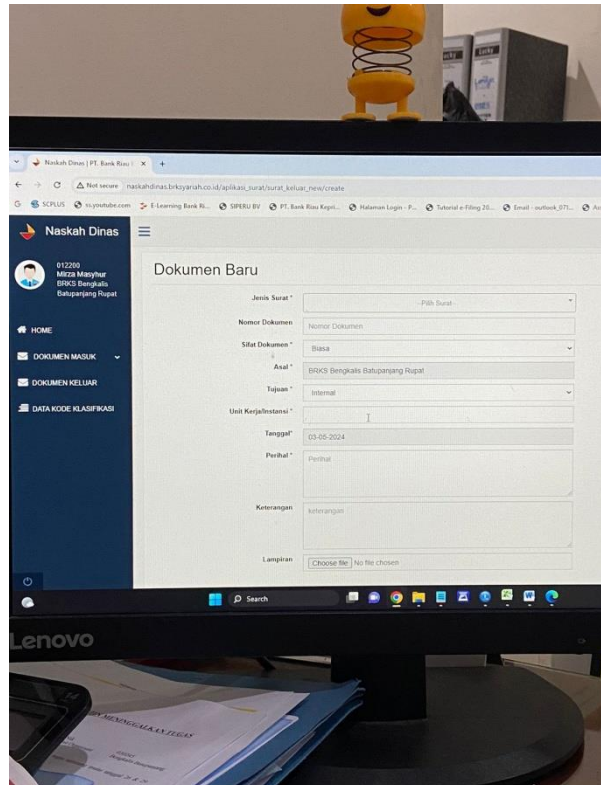 Lucky
Naskah Dinas | PT. Bank Riau
Not secure naskahdinas.brksyariah.co.id/aplikasi_surat/surat_keluar_new/create
SCPLUS sc.youtube.com E-Learning Bank Ri... SIPERU BV PT. Bank Riau Kepri... Halaman Login - P... Tutorial e-Filing 20... Email - outlook_071...
Naskah Dinas
012200
Mirza Masyhur
BRKS Bengkalis
Batupanjang Rupat
HOME
DOKUMEN MASUK
DOKUMEN KELUAR
DATA KODE KLASIFIKASI
Dokumen Baru
Jenis Surat * - Pilih Surat -
Nomor Dokumen Nomor Dokumen
Sifat Dokumen * Biasa
Asal * BRKS Bengkalis Batupanjang Rupat
Tujuan * Internal
Unit Kerja/Instansi *
Tanggal* 03-05-2024
Perihal * Perihal
Keterangan keterangan
Lampiran Choose file No file chosen
Search
Lenovo
MENINGGALKAN TUGAS